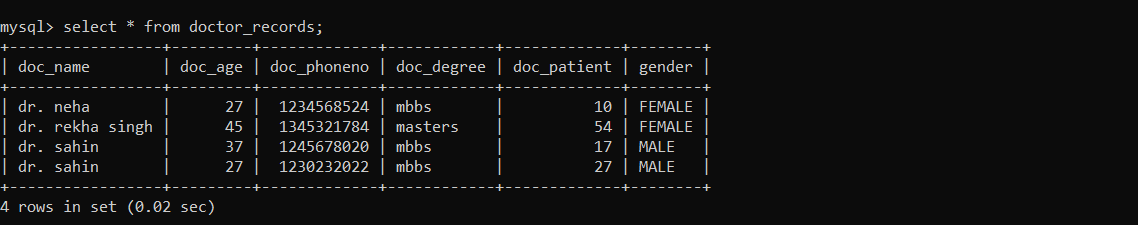 mysql> select * from doctor_records;
+----------------+---------+-------------+------------+-------------+--------+
| doc_name       | doc_age | doc_phoneno | doc_degree | doc_patient | gender |
+----------------+---------+-------------+------------+-------------+--------+
| dr. neha       |      27 |  1234568524 | mbbs       |          10 | FEMALE |
| dr. rekha singh |      45 |  1345321784 | masters    |          54 | FEMALE |
| dr. sahin      |      37 |  1245678020 | mbbs       |          17 | MALE   |
| dr. sahin      |      27 |  1230232022 | mbbs       |          27 | MALE   |
+----------------+---------+-------------+------------+-------------+--------+
4 rows in set (0.02 sec)